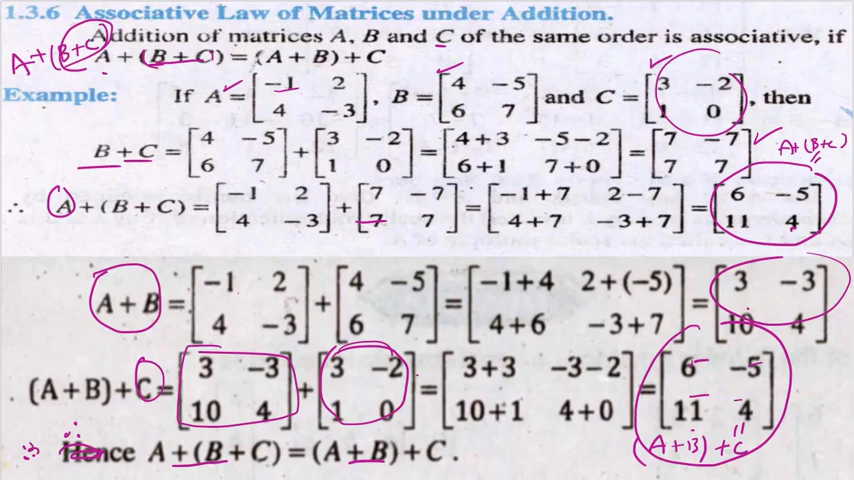 1.3.6 Associative Law of Matrices under Addition.
Addition of matrices A, B and C of the same order is associative, if
A+(B+C
A + (B + C) = (A + B) + C
Example: If A = [−1 2; 4 −3], B = [4 −5; 6 7] and C = [3 −2; 1 0], then
B + C = [4 −5; 6 7] + [3 −2; 1 0] = [4+3 −5−2; 6+1 7+0] = [7 −7; 7 7]
A+(B+C)
∴ A + (B + C) = [−1 2; 4 −3] + [7 −7; 7 7] = [−1+7 2−7; 4+7 −3+7] = [6 −5; 11 4]
A + B = [−1 2; 4 −3] + [4 −5; 6 7] = [−1+4 2+(−5); 4+6 −3+7] = [3 −3; 10 4]
(A+B)+C = [3 −3; 10 4] + [3 −2; 1 0] = [3+3 −3−2; 10+1 4+0] = [6 −5; 11 4]
(A+B)+C
∴ Hence A + (B + C) = (A + B) + C .